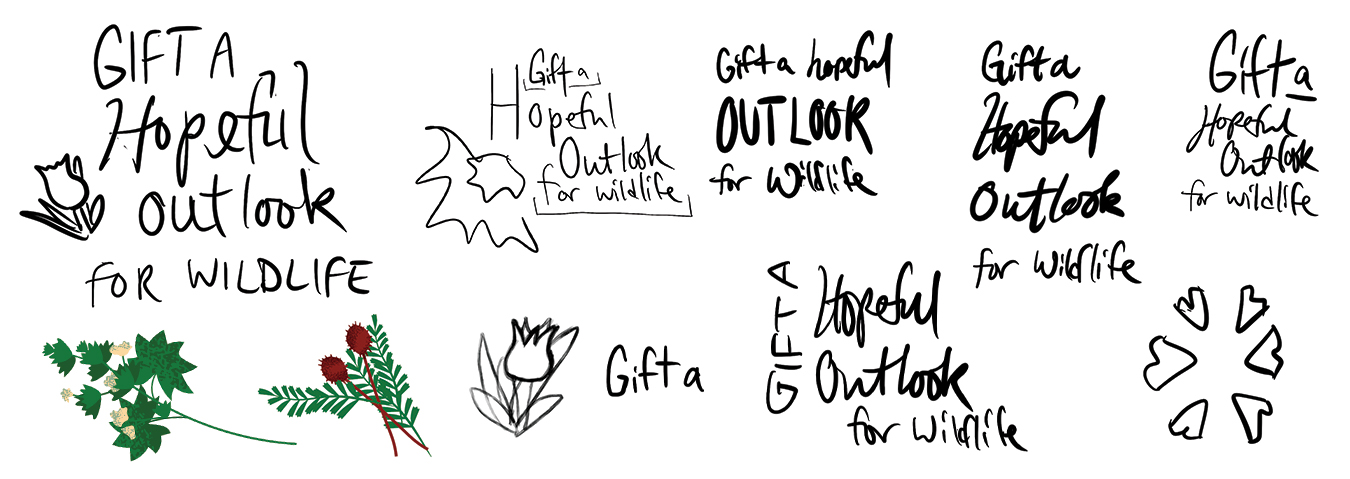 GIFT A
Hopeful
outlook
FOR WILDLIFE
Gift a
Hopeful
Outlook
for wildlife
Gift a hopeful
OUTLOOK
for Wildlife
Gift a
Hopeful
Outlook
for wildlife
Gift a
Hopeful
Outlook
for wildlife
Gift a
GIFT A
Hopeful
Outlook
for wildlife